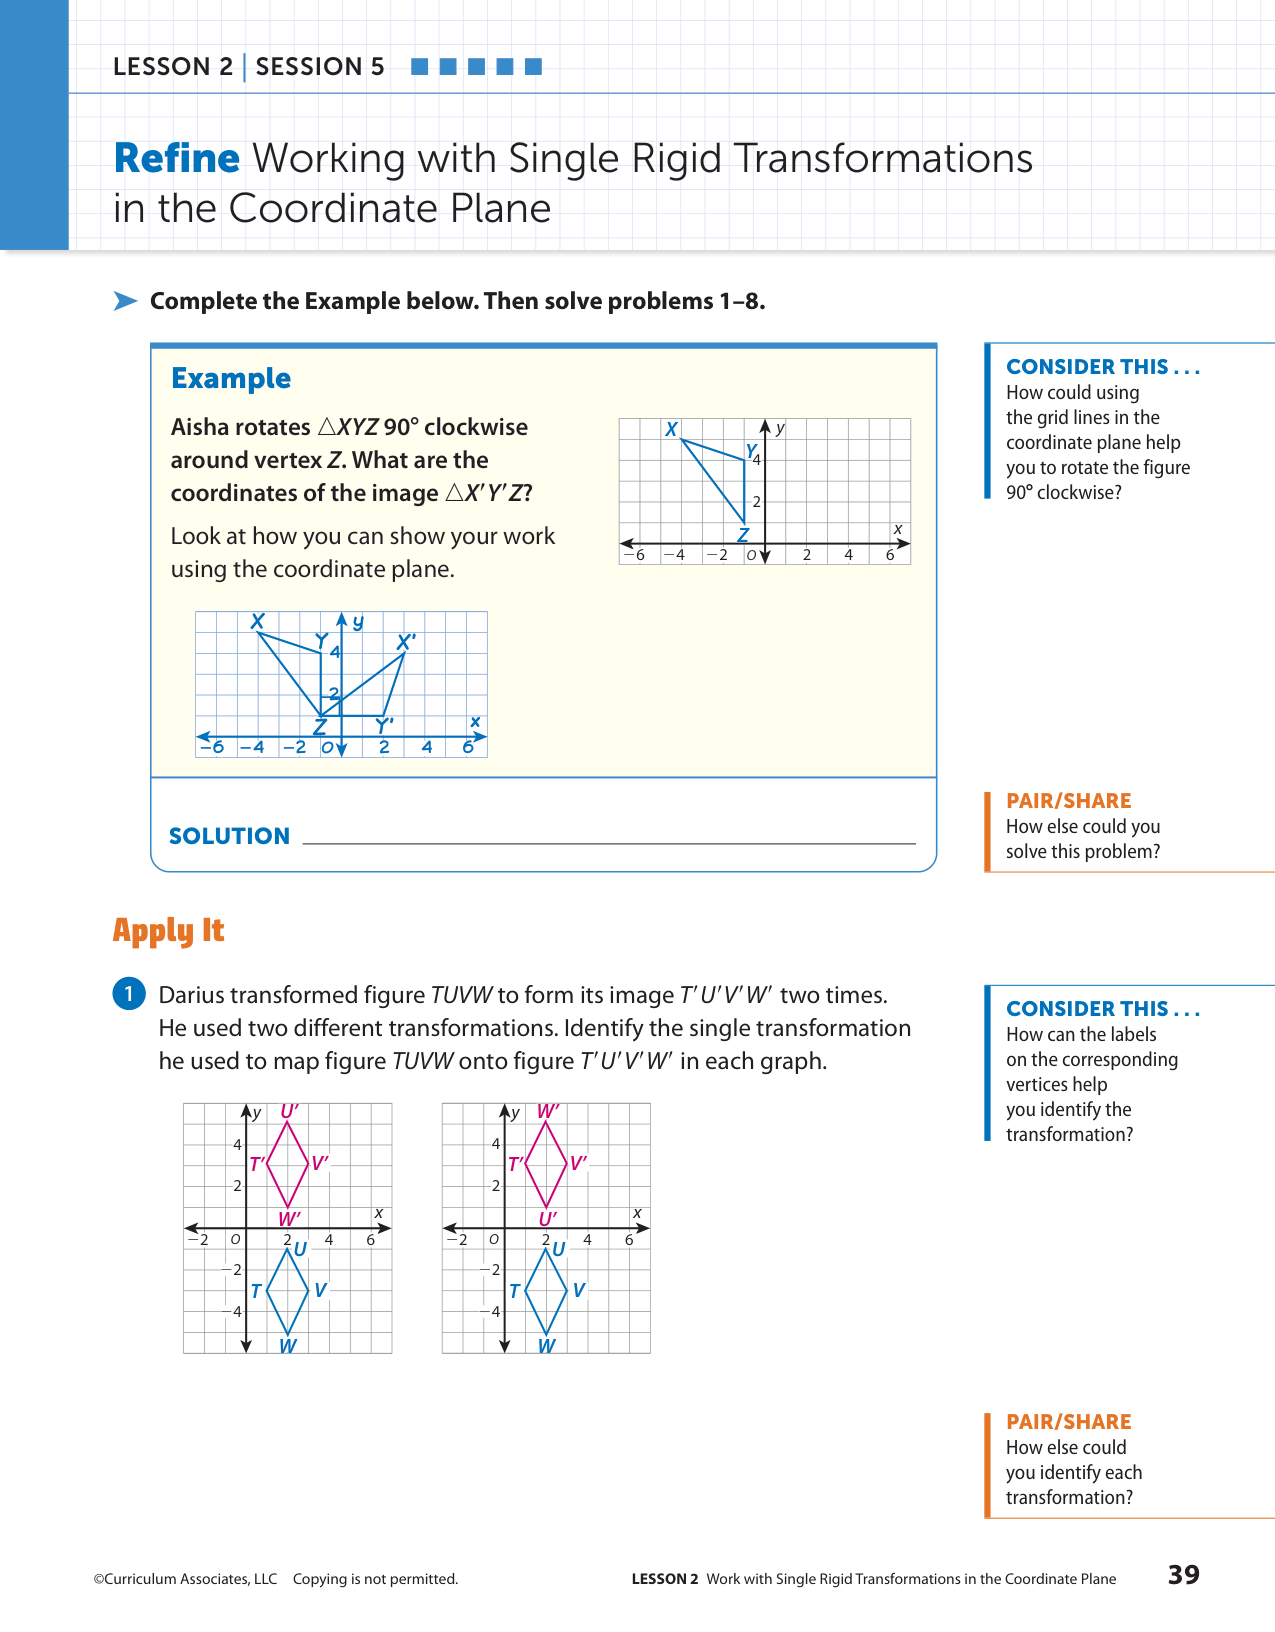 LESSON 2 | SESSION 5
Refine Working with Single Rigid Transformations
in the Coordinate Plane
Complete the Example below. Then solve problems 1–8.
Example
Aisha rotates △XYZ 90° clockwise
around vertex Z. What are the
coordinates of the image △X′Y′Z?
Look at how you can show your work
using the coordinate plane.
X
Y
y
4
2
Z
x
−6 −4 −2 O 2 4 6
X
Y
y
X'
4
2
Z
Y'
x
−6 −4 −2 O 2 4 6
SOLUTION
CONSIDER THIS . . .
How could using
the grid lines in the
coordinate plane help
you to rotate the figure
90° clockwise?
PAIR/SHARE
How else could you
solve this problem?
Apply It
1 Darius transformed figure TUVW to form its image T′U′V′W′ two times.
He used two different transformations. Identify the single transformation
he used to map figure TUVW onto figure T′U′V′W′ in each graph.
y U′
4
T′ V′
2
W′ x
−2 O 2 4 6
U
−2
T V
−4
W
y W′
4
T′ V′
2
U′ x
−2 O 2 4 6
U
−2
T V
−4
W
CONSIDER THIS . . .
How can the labels
on the corresponding
vertices help
you identify the
transformation?
PAIR/SHARE
How else could
you identify each
transformation?
©Curriculum Associates, LLC Copying is not permitted.
LESSON 2 Work with Single Rigid Transformations in the Coordinate Plane 39